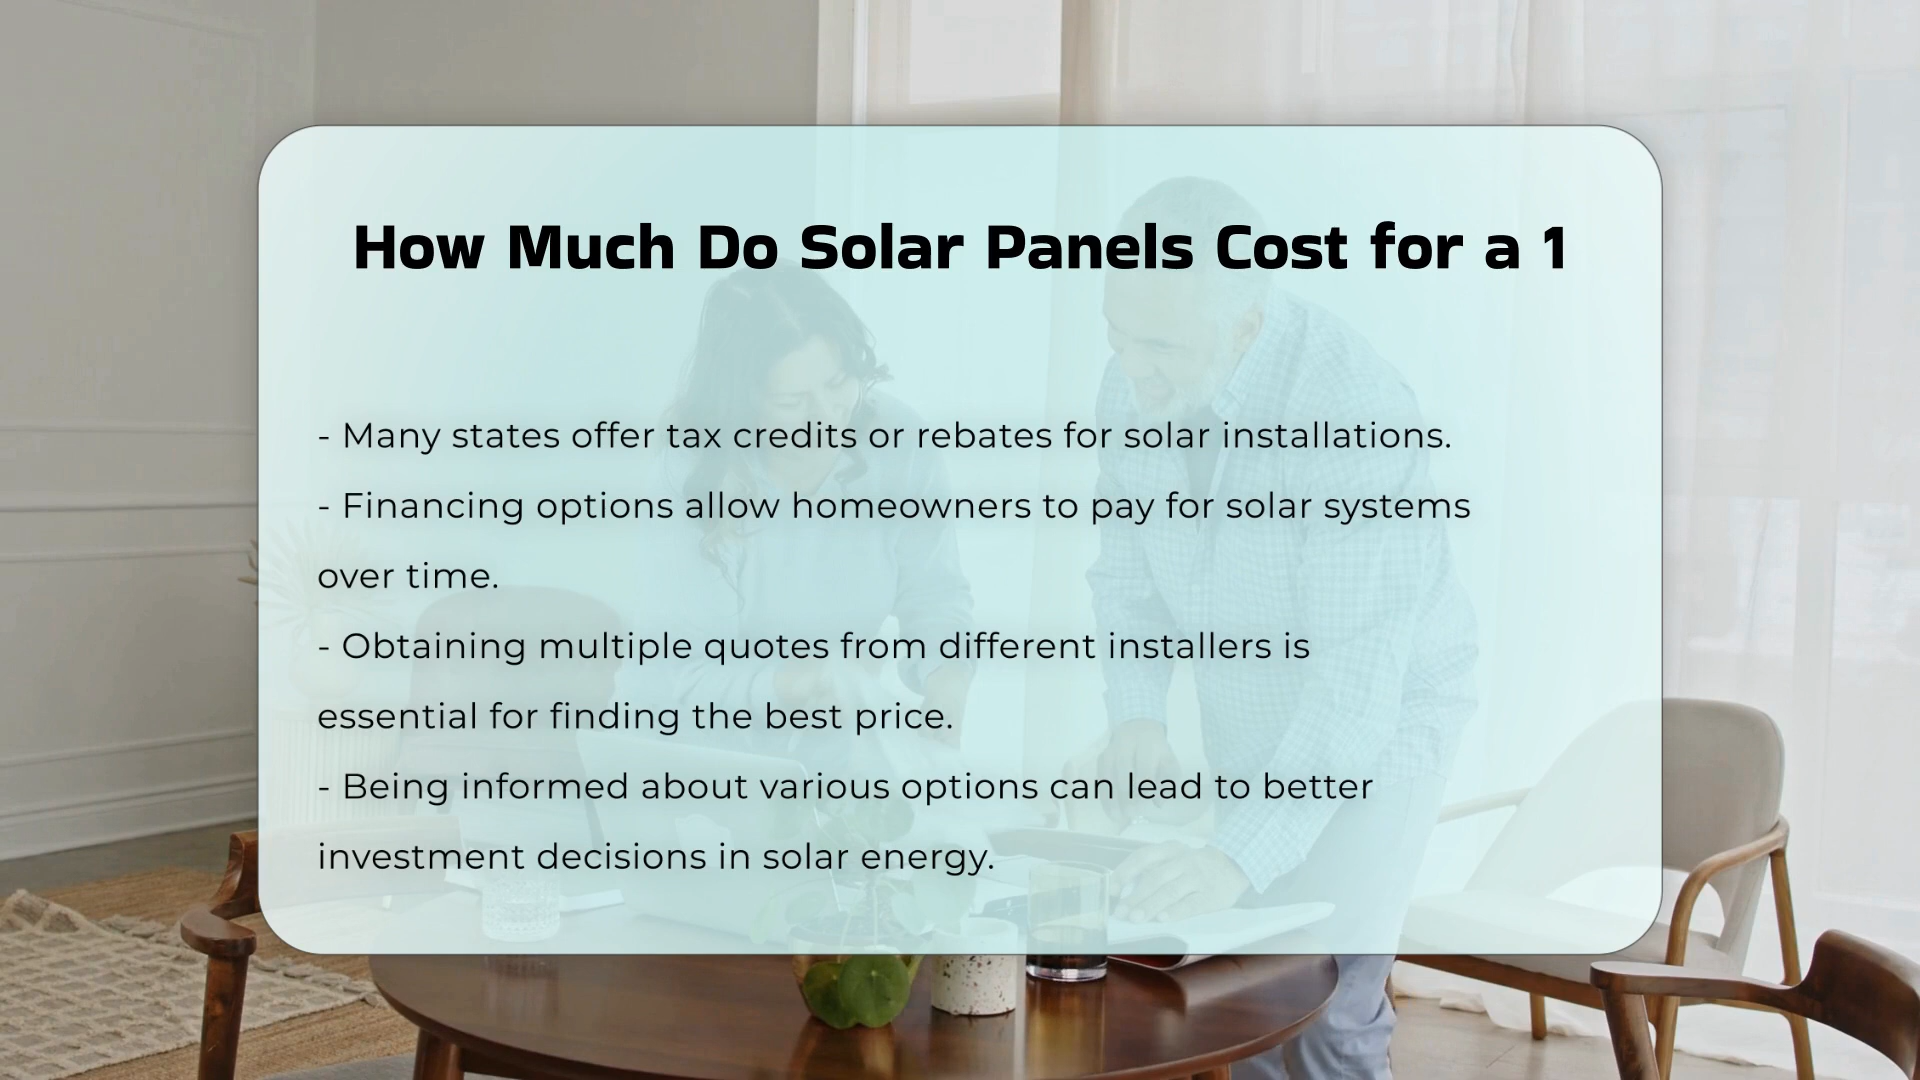 How Much Do Solar Panels Cost for a 1
- Many states offer tax credits or rebates for solar installations.
- Financing options allow homeowners to pay for solar systems
over time.
- Obtaining multiple quotes from different installers is
essential for finding the best price.
- Being informed about various options can lead to better
investment decisions in solar energy.